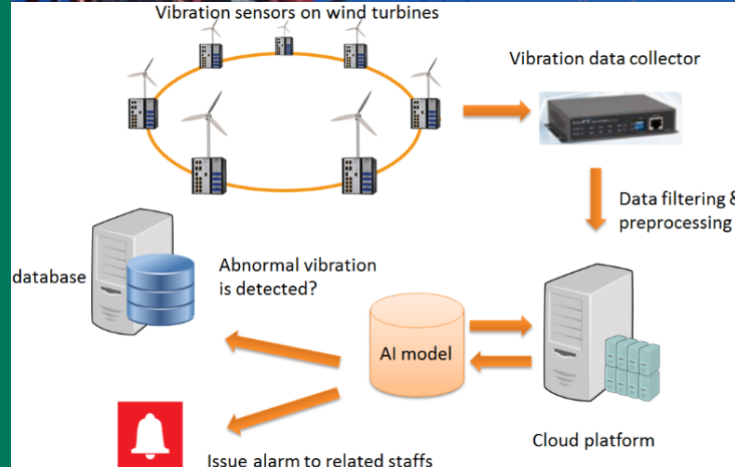 Vibration sensors on wind turbines
Vibration data collector
Data filtering &
preprocessing
database
Abnormal vibration
is detected?
AI model
Cloud platform
Issue alarm to related staffs